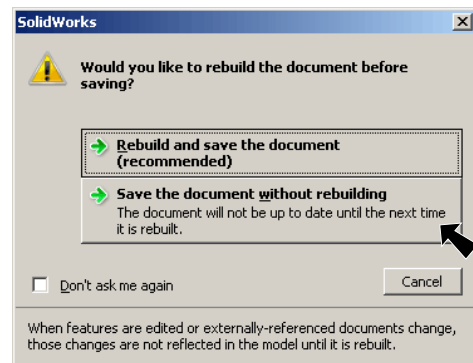 SolidWorks
Would you like to rebuild the document before
saving?
Rebuild and save the document
(recommended)
Save the document without rebuilding
The document will not be up to date until the next time
it is rebuilt.
Don't ask me again
Cancel
When features are edited or externally-referenced documents change,
those changes are not reflected in the model until it is rebuilt.